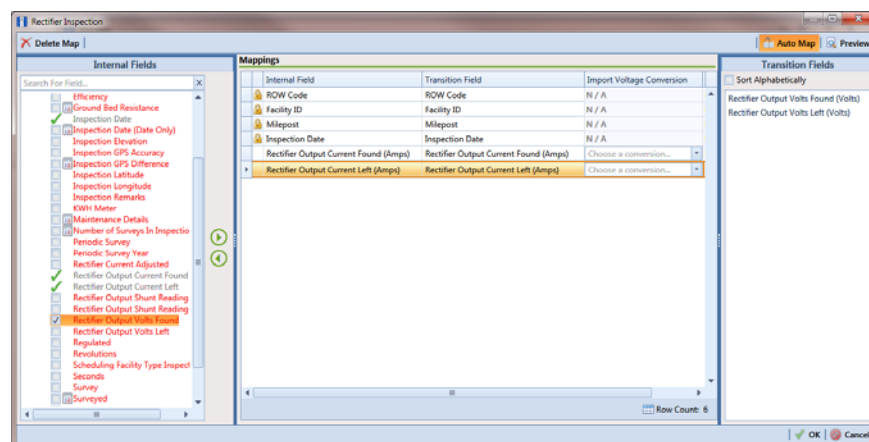 Rectifier Inspection
Delete Map
Auto Map
Preview
Internal Fields
Search For Field...
X
Efficiency
Ground Bed Resistance
Inspection Date
Inspection Date (Date Only)
Inspection Elevation
Inspection GPS Accuracy
Inspection GPS Difference
Inspection Latitude
Inspection Longitude
Inspection Remarks
KWH Meter
Maintenance Details
Number of Surveys In Inspectio
Periodic Survey
Periodic Survey Year
Rectifier Current Adjusted
Rectifier Output Current Found
Rectifier Output Current Left
Rectifier Output Shunt Reading
Rectifier Output Shunt Reading
Rectifier Output Volts Found
Rectifier Output Volts Left
Regulated
Revolutions
Scheduling Facility Type Inspect
Seconds
Survey
Surveyed
Mappings
Internal Field Transition Field Import Voltage Conversion
ROW Code ROW Code N / A
Facility ID Facility ID N / A
Milepost Milepost N / A
Inspection Date Inspection Date N / A
Rectifier Output Current Found (Amps) Rectifier Output Current Found (Amps) Choose a conversion...
Rectifier Output Current Left (Amps) Rectifier Output Current Left (Amps) Choose a conversion...
Row Count: 6
Transition Fields
Sort Alphabetically
Rectifier Output Volts Found (Volts)
Rectifier Output Volts Left (Volts)
OK
Cancel